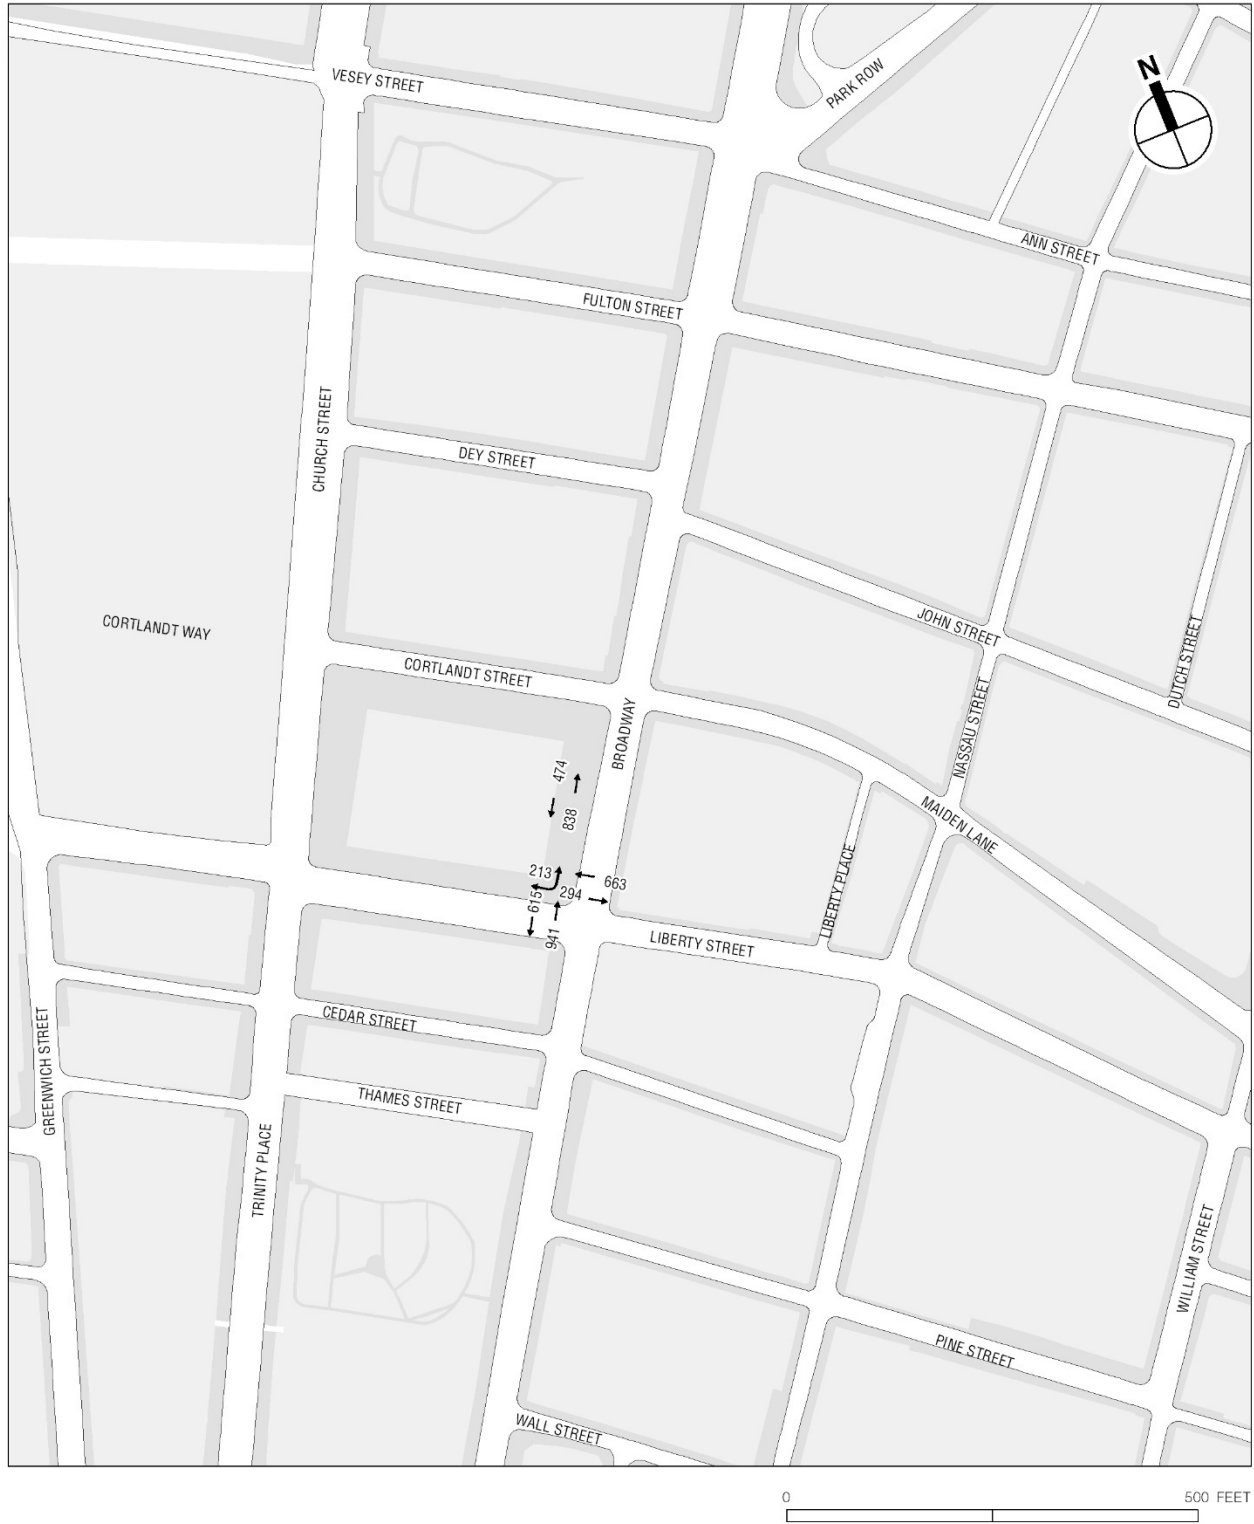 VESEY STREET
PARK ROW
N
ANN STREET
FULTON STREET
CHURCH STREET
DEY STREET
JOHN STREET
DUTCH STREET
CORTLANDT WAY
CORTLANDT STREET
BROADWAY
NASSAU STREET
474
838
MAIDEN LANE
LIBERTY PLACE
213
663
294
615
941
LIBERTY STREET
CEDAR STREET
GREENWICH STREET
THAMES STREET
TRINITY PLACE
WILLIAM STREET
PINE STREET
WALL STREET
0
500 FEET